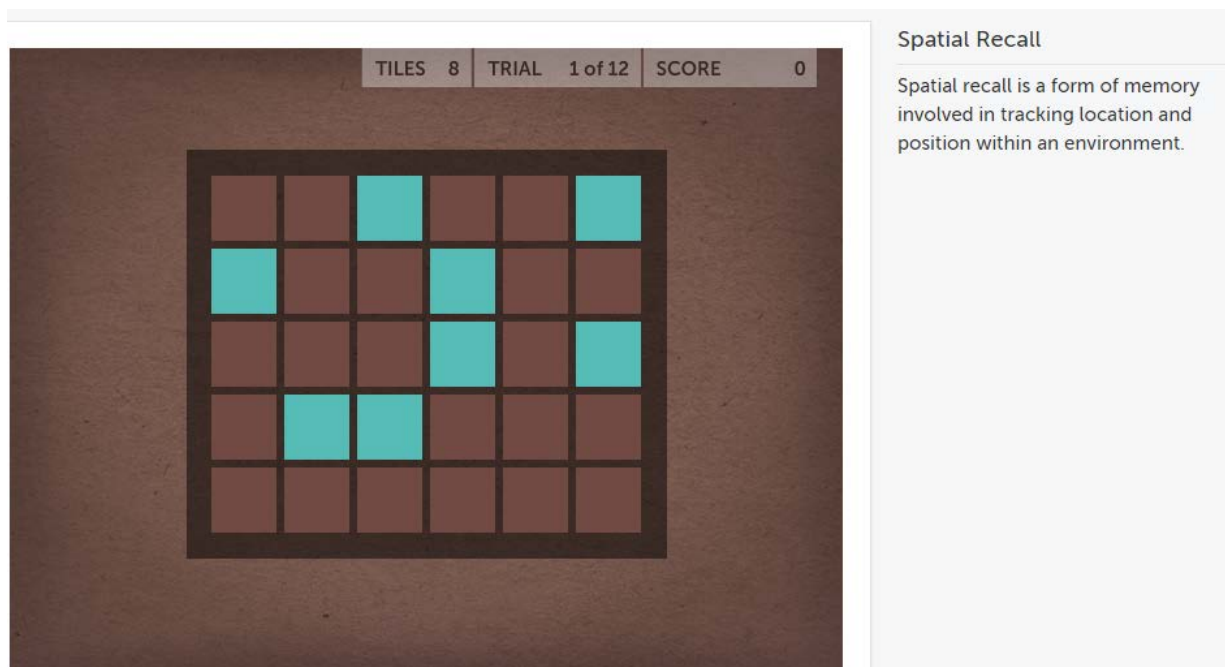 TILES 8 TRIAL 1 of 12 SCORE 0
Spatial Recall
Spatial recall is a form of memory
involved in tracking location and
position within an environment.